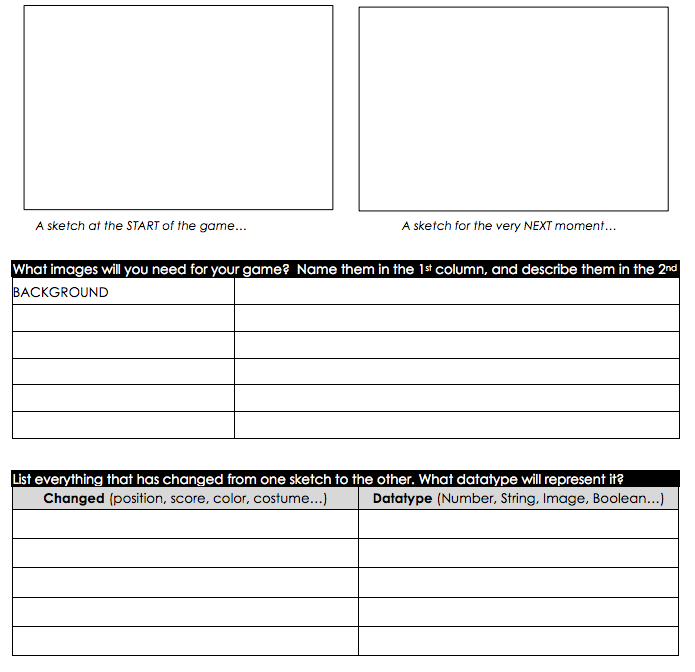 A sketch at the START of the game…
A sketch for the very NEXT moment…
What images will you need for your game? Name them in the 1st column, and describe them in the 2nd
BACKGROUND
List everything that has changed from one sketch to the other. What datatype will represent it?
Changed (position, score, color, costume…)
Datatype (Number, String, Image, Boolean…)